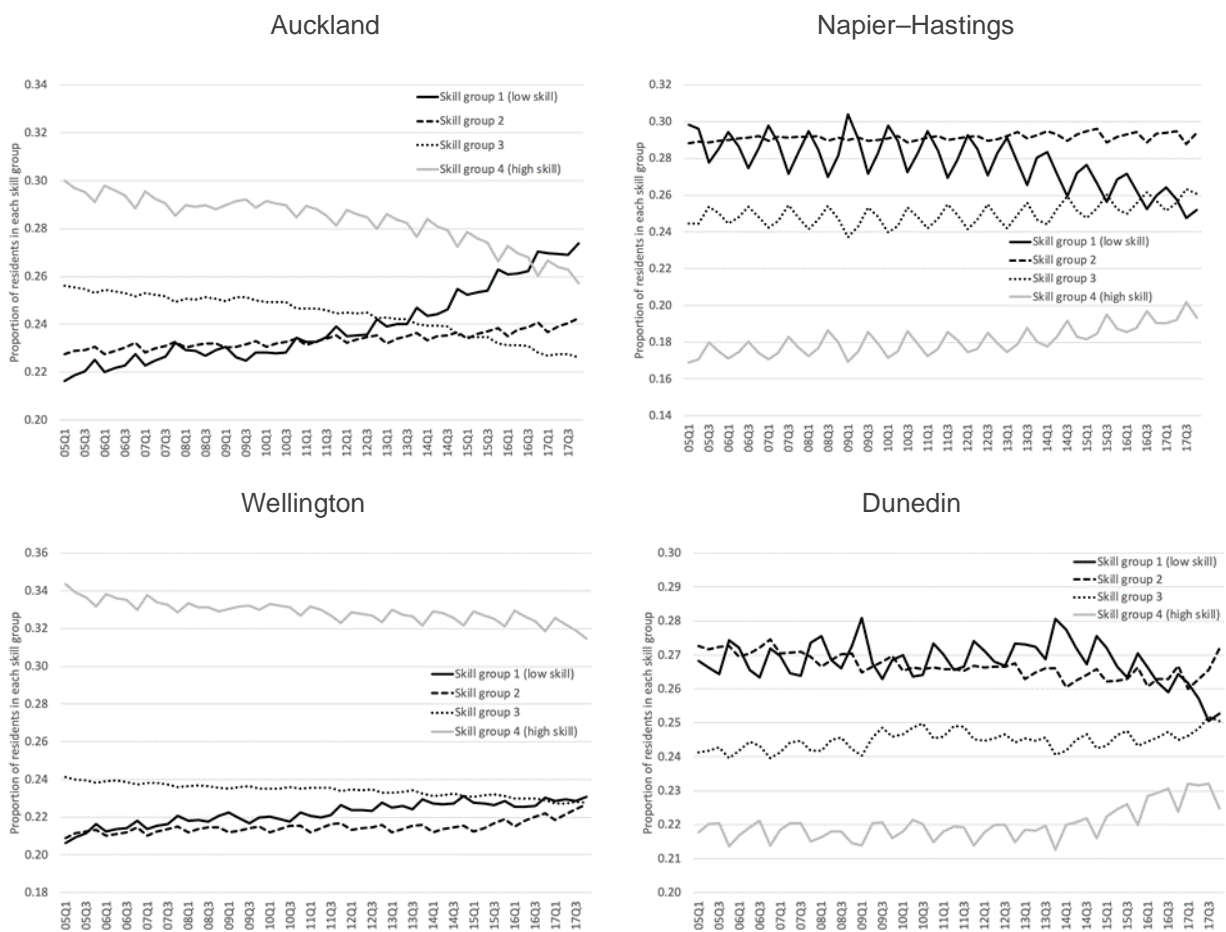 Auckland
Proportion of residents in each skill group
0.34
0.32
0.30
0.28
0.26
0.24
0.22
0.20
Skill group 1 (low skill)
Skill group 2
Skill group 3
Skill group 4 (high skill)
05Q1
05Q3
06Q1
06Q3
07Q1
07Q3
08Q1
08Q3
09Q1
09Q3
10Q1
10Q3
11Q1
11Q3
12Q1
12Q3
13Q1
13Q3
14Q1
14Q3
15Q1
15Q3
16Q1
16Q3
17Q1
17Q3
Napier–Hastings
Proportion of residents in each skill group
0.32
0.30
0.28
0.26
0.24
0.22
0.20
0.18
0.16
0.14
Skill group 1 (low skill)
Skill group 2
Skill group 3
Skill group 4 (high skill)
05Q1
05Q3
06Q1
06Q3
07Q1
07Q3
08Q1
08Q3
09Q1
09Q3
10Q1
10Q3
11Q1
11Q3
12Q1
12Q3
13Q1
13Q3
14Q1
14Q3
15Q1
15Q3
16Q1
16Q3
17Q1
17Q3
Wellington
Proportion of residents in each skill group
0.36
0.34
0.32
0.30
0.28
0.26
0.24
0.22
0.20
0.18
Skill group 1 (low skill)
Skill group 2
Skill group 3
Skill group 4 (high skill)
05Q1
05Q3
06Q1
06Q3
07Q1
07Q3
08Q1
08Q3
09Q1
09Q3
10Q1
10Q3
11Q1
11Q3
12Q1
12Q3
13Q1
13Q3
14Q1
14Q3
15Q1
15Q3
16Q1
16Q3
17Q1
17Q3
Dunedin
Proportion of residents in each skill group
0.30
0.29
0.28
0.27
0.26
0.25
0.24
0.23
0.22
0.21
0.20
Skill group 1 (low skill)
Skill group 2
Skill group 3
Skill group 4 (high skill)
05Q1
05Q3
06Q1
06Q3
07Q1
07Q3
08Q1
08Q3
09Q1
09Q3
10Q1
10Q3
11Q1
11Q3
12Q1
12Q3
13Q1
13Q3
14Q1
14Q3
15Q1
15Q3
16Q1
16Q3
17Q1
17Q3